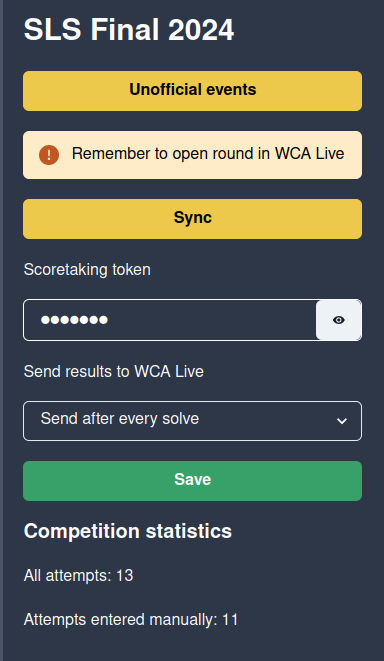 SLS Final 2024
Unofficial events
Remember to open round in WCA Live
Sync
Scoretaking token
●●●●●●●
Send results to WCA Live
Send after every solve
Save
Competition statistics
All attempts: 13
Attempts entered manually: 11